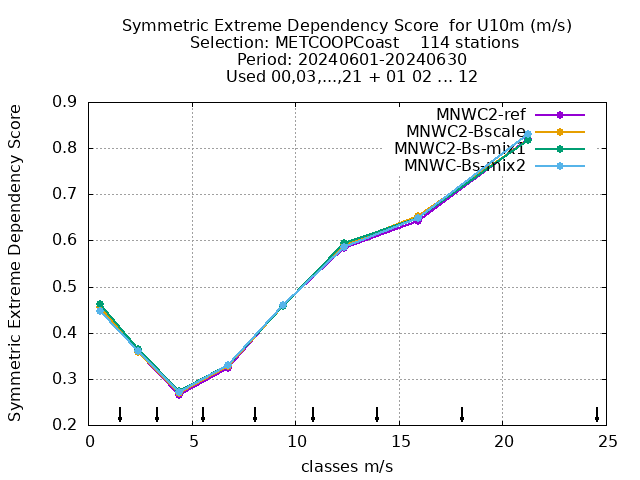 Symmetric Extreme Dependency Score  for U10m (m/s)
Selection: METCOOPCoast    114 stations
Period: 20240601-20240630
Used 00,03,...,21 + 01 02 ... 12
Symmetric Extreme Dependency Score
0.9
0.8
0.7
0.6
0.5
0.4
0.3
0.2
MNWC2-ref
MNWC2-Bscale
MNWC2-Bs-mix1
MNWC-Bs-mix2
0 5 10 15 20 25
classes m/s